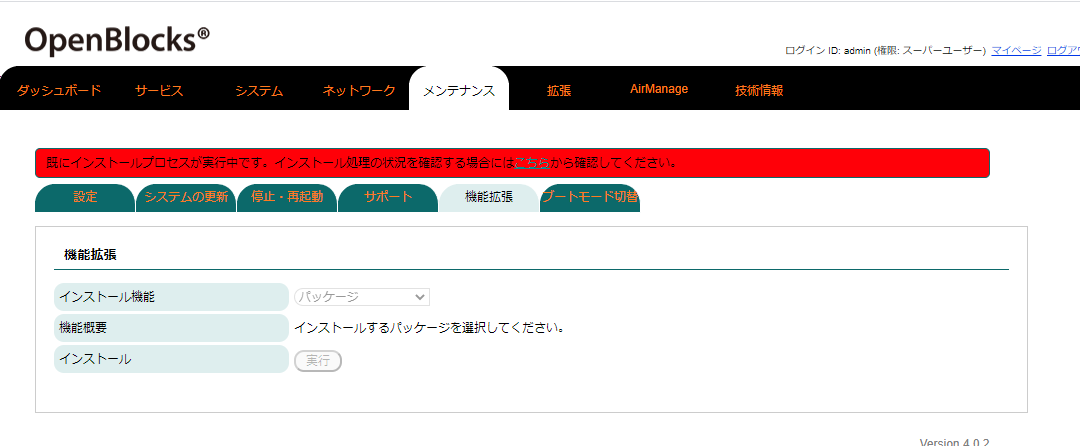 OpenBlocks®
ログイン ID: admin (権限: スーパーユーザー) マイページ ログアウ
ダッシュボード サービス システム ネットワーク メンテナンス 拡張 AirManage 技術情報
既にインストールプロセスが実行中です。インストール処理の状況を確認する場合にはこちらから確認してください。
設定 システムの更新 停止・再起動 サポート 機能拡張 ブートモード切替
機能拡張
インストール機能 パッケージ
機能概要 インストールするパッケージを選択してください。
インストール 実行
Version 4.0.2